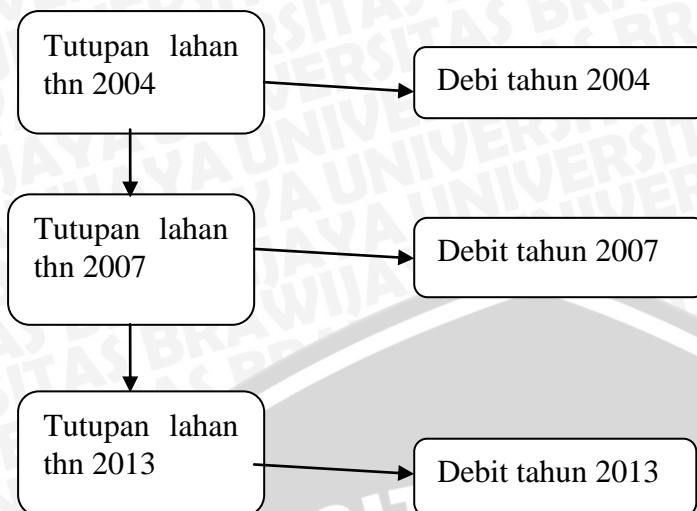 Tutupan lahan
thn 2004
Debi tahun 2004
Tutupan lahan
thn 2007
Debit tahun 2007
Tutupan lahan
thn 2013
Debit tahun 2013